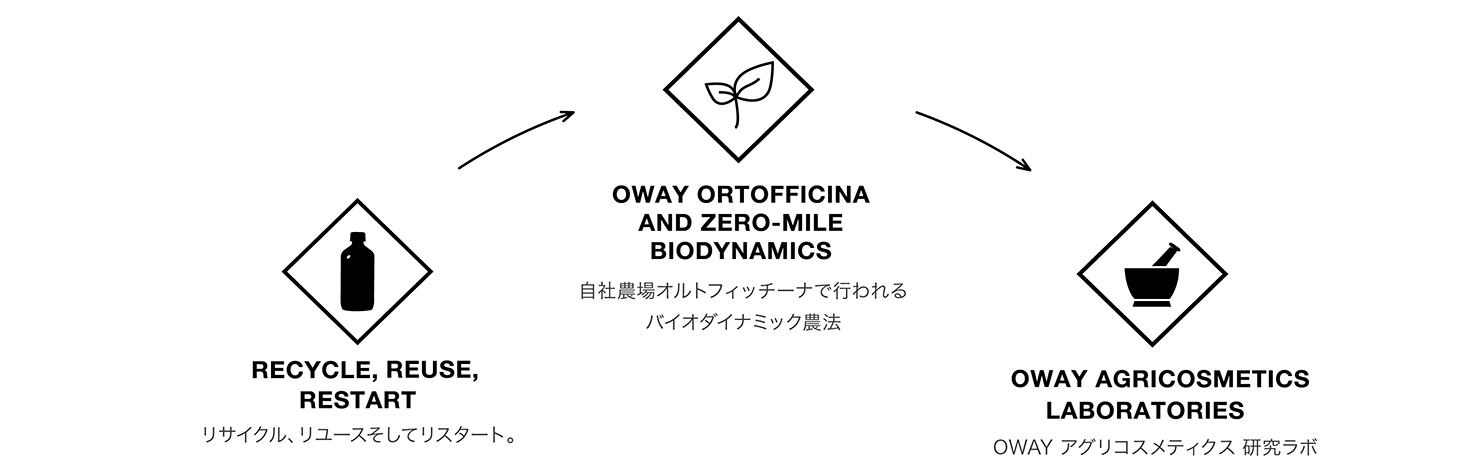 OWAY ORTOFFICINA
AND ZERO-MILE
BIODYNAMICS
自社農場オルトフィッチーナで行われる
バイオダイナミック農法
RECYCLE, REUSE,
RESTART
リサイクル、リユースそしてリスタート。
OWAY AGRICOSMETICS
LABORATORIES
OWAY アグリコスメティクス 研究ラボ